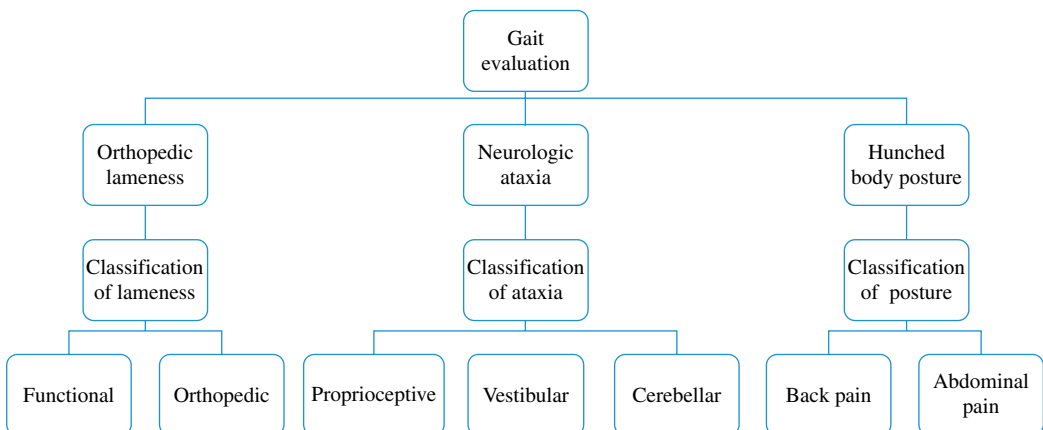 Gait
evaluation
Orthopedic
lameness
Neurologic
ataxia
Hunched
body posture
Classification
of lameness
Classification
of ataxia
Classification
of posture
Functional
Orthopedic
Proprioceptive
Vestibular
Cerebellar
Back pain
Abdominal
pain